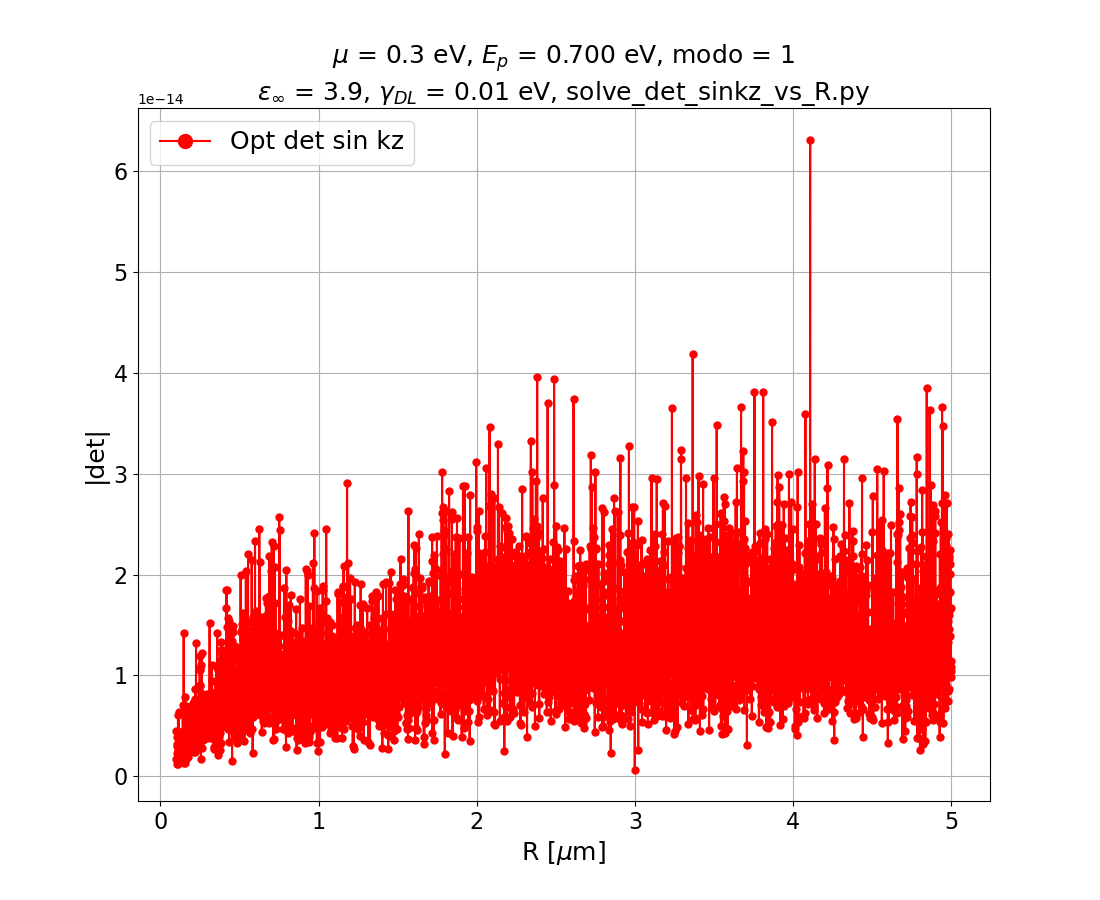 μ = 0.3 eV, E_p = 0.700 eV, modo = 1
ε_∞ = 3.9, γ_DL = 0.01 eV, solve_det_sinkz_vs_R.py
1e−14
Opt det sin kz
6
5
4
3
2
1
0
|det|
0 1 2 3 4 5
R [μm]